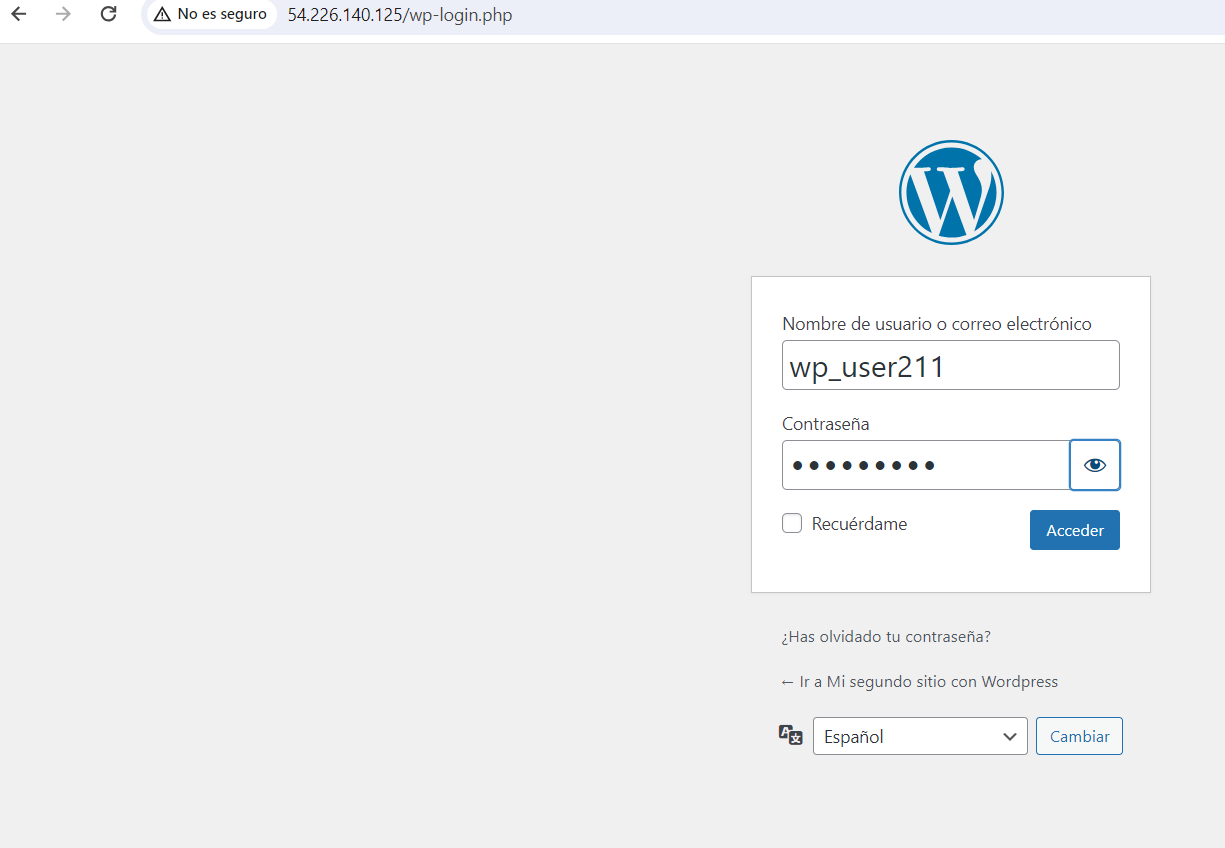 No es seguro 54.226.140.125/wp-login.php
Nombre de usuario o correo electrónico
wp_user211
Contraseña
Recuérdame
Acceder
¿Has olvidado tu contraseña?
← Ir a Mi segundo sitio con Wordpress
Español
Cambiar